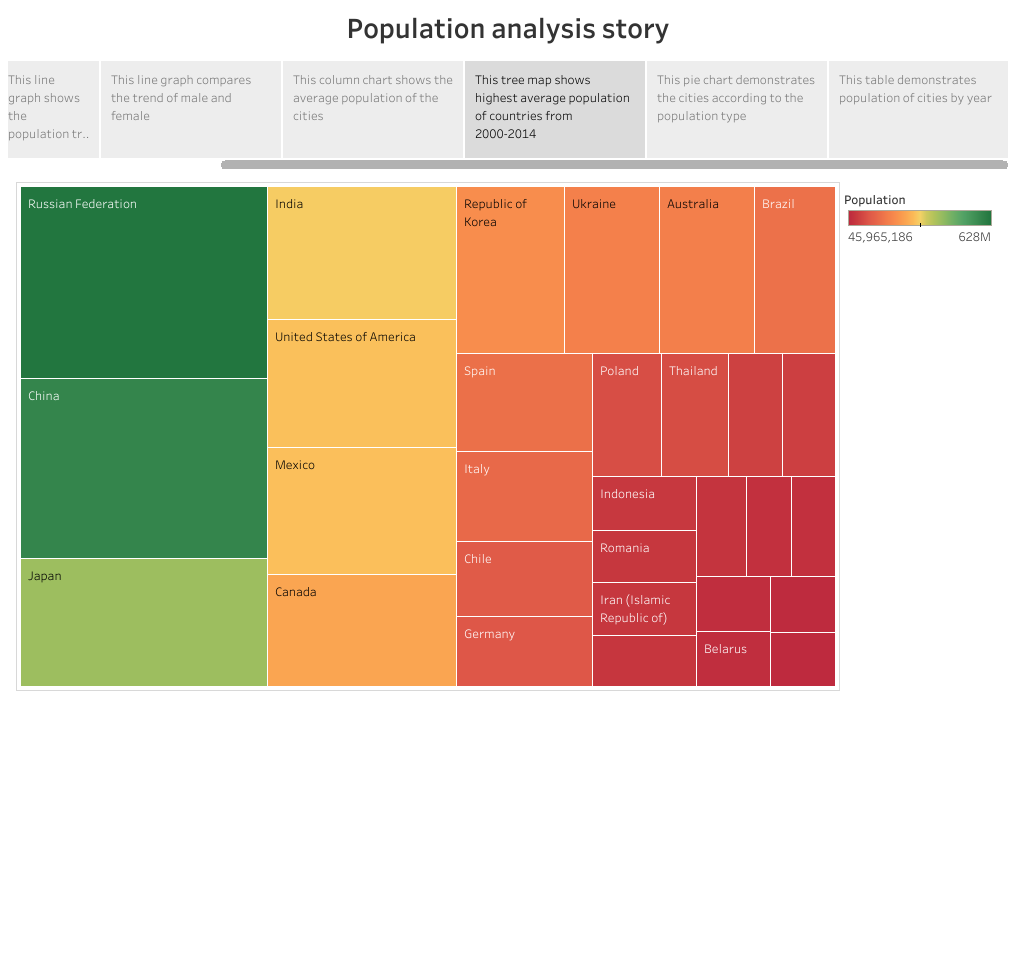 Population analysis story
This line
graph shows
the
population tr..
This line graph compares
the trend of male and
female
This column chart shows the
average population of the
cities
This tree map shows
highest average population
of countries from
2000-2014
This pie chart demonstrates
the cities according to the
population type
This table demonstrates
population of cities by year
Russian Federation
China
Japan
India
United States of America
Mexico
Canada
Republic of
Korea
Ukraine
Australia
Brazil
Spain
Italy
Chile
Germany
Poland
Thailand
Indonesia
Romania
Iran (Islamic
Republic of)
Belarus
Population
45,965,186
628M